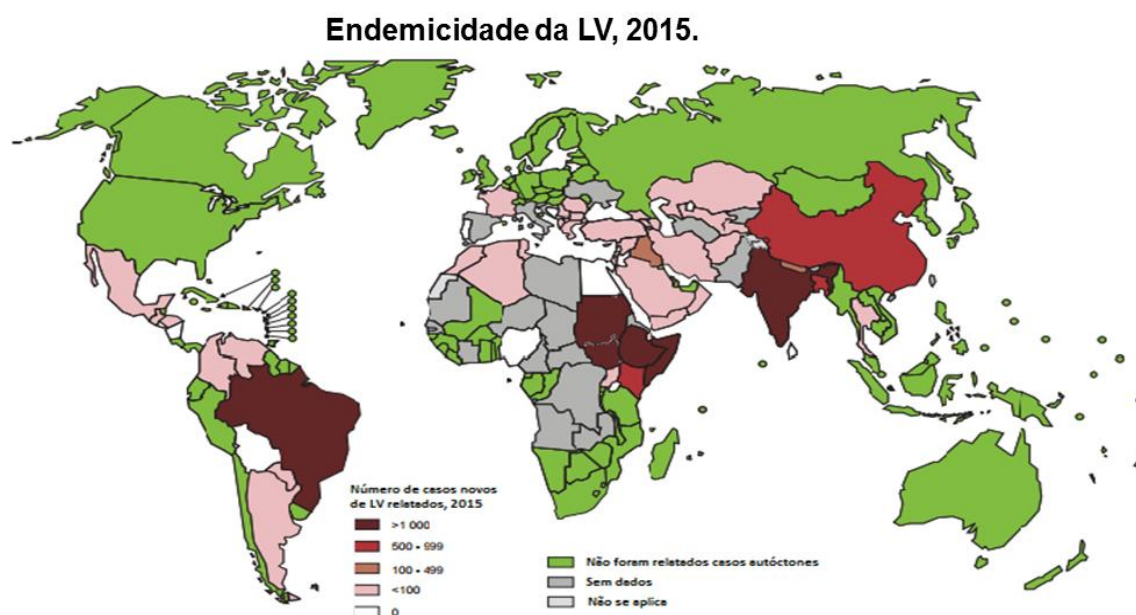 Endemicidade da LV, 2015.
Número de casos novos
de LV relatados, 2015
>1 000
500 - 999
100 - 499
<100
0
Não foram relatados casos autóctones
Sem dados
Não se aplica